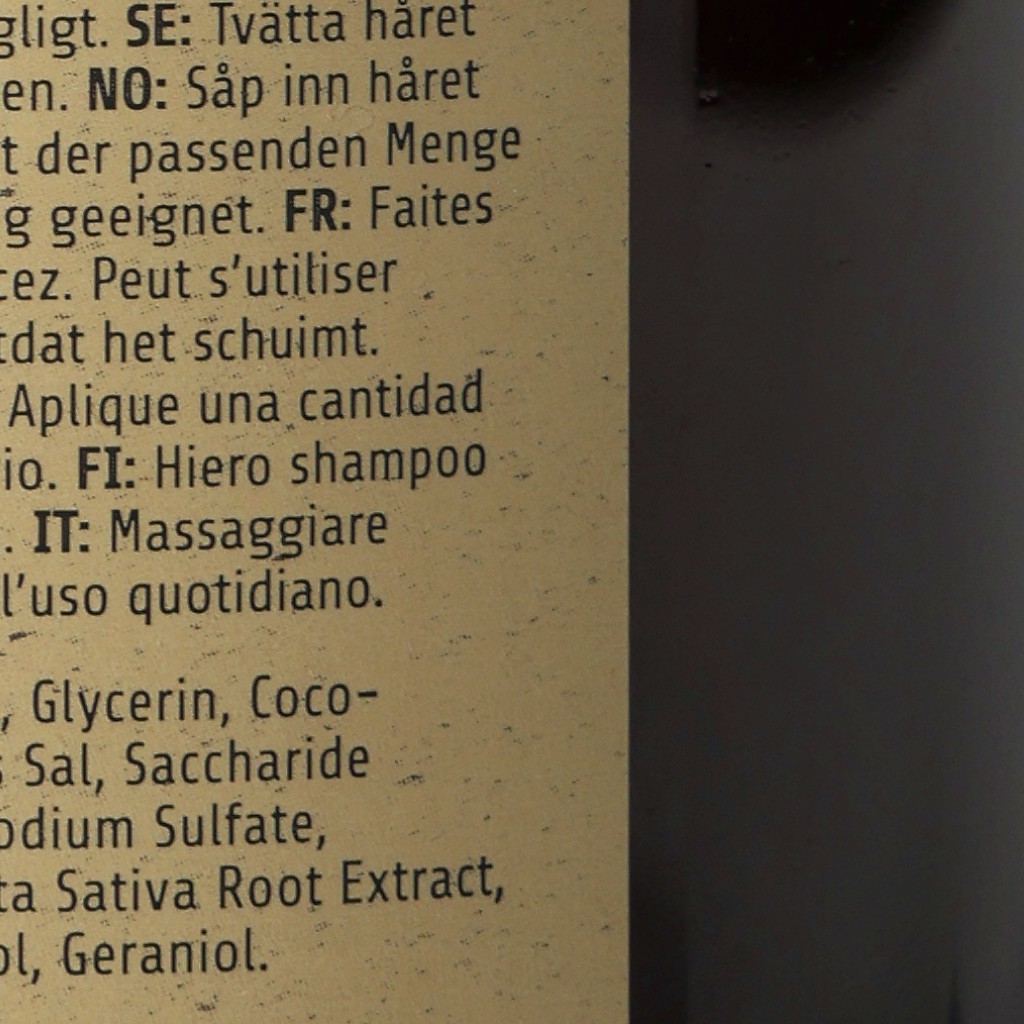 gligt. SE: Tvätta håret
en. NO: Såp inn håret
t der passenden Menge
g geeignet. FR: Faites
cez. Peut s'utiliser
tdat het schuimt.
Aplique una cantidad
io. FI: Hiero shampoo
. IT: Massaggiare
l'uso quotidiano.
, Glycerin, Coco-
s Sal, Saccharide
odium Sulfate,
ta Sativa Root Extract,
ol, Geraniol.